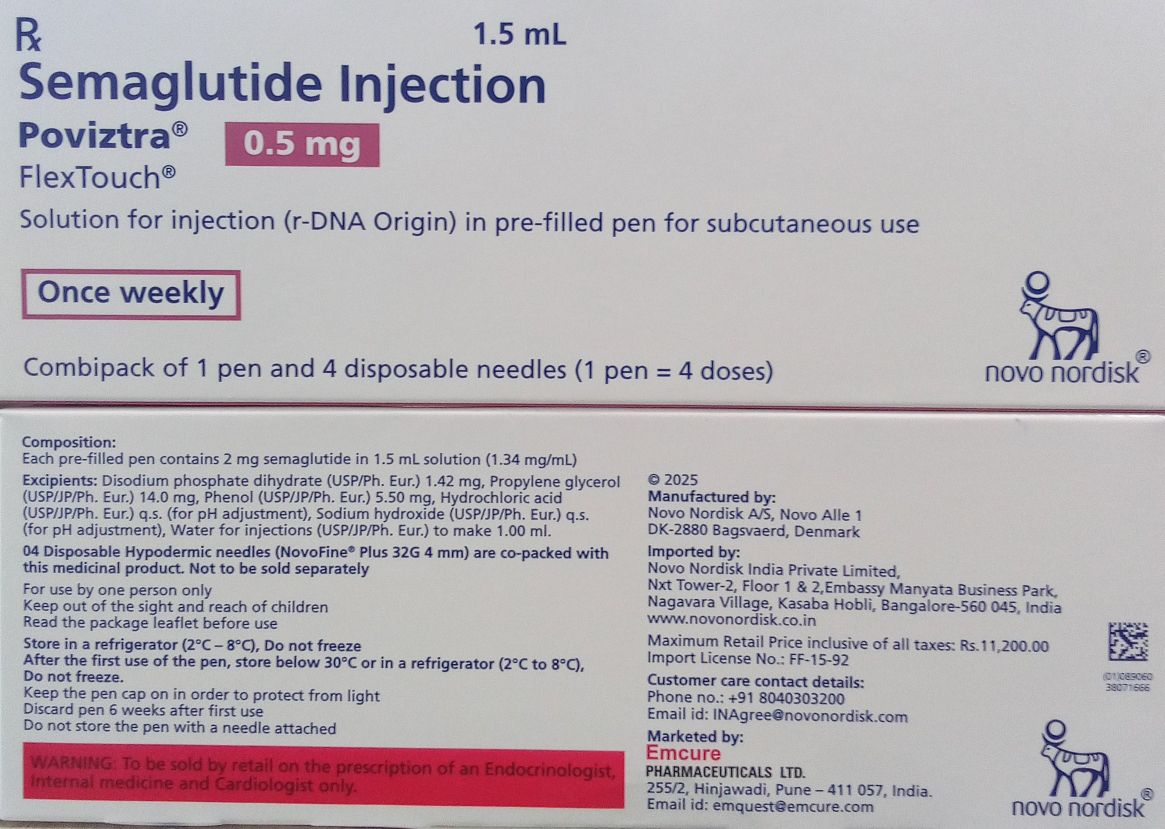 Rx
1.5 mL
Semaglutide Injection
Poviztra®
0.5 mg
FlexTouch®
Solution for injection (r-DNA Origin) in pre-filled pen for subcutaneous use
Once weekly
Combipack of 1 pen and 4 disposable needles (1 pen = 4 doses)
novo nordisk®
Composition:
Each pre-filled pen contains 2 mg semaglutide in 1.5 mL solution (1.34 mg/mL)
Excipients: Disodium phosphate dihydrate (USP/Ph. Eur.) 1.42 mg, Propylene glycerol
(USP/JP/Ph. Eur.) 14.0 mg, Phenol (USP/JP/Ph. Eur.) 5.50 mg, Hydrochloric acid
(USP/JP/Ph. Eur.) q.s. (for pH adjustment), Sodium hydroxide (USP/JP/Ph. Eur.) q.s.
(for pH adjustment), Water for injections (USP/JP/Ph. Eur.) to make 1.00 ml.
04 Disposable Hypodermic needles (NovoFine® Plus 32G 4 mm) are co-packed with
this medicinal product. Not to be sold separately
For use by one person only
Keep out of the sight and reach of children
Read the package leaflet before use
Store in a refrigerator (2°C – 8°C), Do not freeze
After the first use of the pen, store below 30°C or in a refrigerator (2°C to 8°C),
Do not freeze.
Keep the pen cap on in order to protect from light
Discard pen 6 weeks after first use
Do not store the pen with a needle attached
WARNING: To be sold by retail on the prescription of an Endocrinologist,
Internal medicine and Cardiologist only.
© 2025
Manufactured by:
Novo Nordisk A/S, Novo Alle 1
DK-2880 Bagsvaerd, Denmark
Imported by:
Novo Nordisk India Private Limited,
Nxt Tower-2, Floor 1 & 2,Embassy Manyata Business Park,
Nagavara Village, Kasaba Hobli, Bangalore-560 045, India
www.novonordisk.co.in
Maximum Retail Price inclusive of all taxes: Rs.11,200.00
Import License No.: FF-15-92
Customer care contact details:
Phone no.: +91 8040303200
Email id: INAgree@novonordisk.com
Marketed by:
Emcure
PHARMACEUTICALS LTD.
255/2, Hinjawadi, Pune – 411 057, India.
Email id: emquest@emcure.com
(01)089060
38071666
novo nordisk®